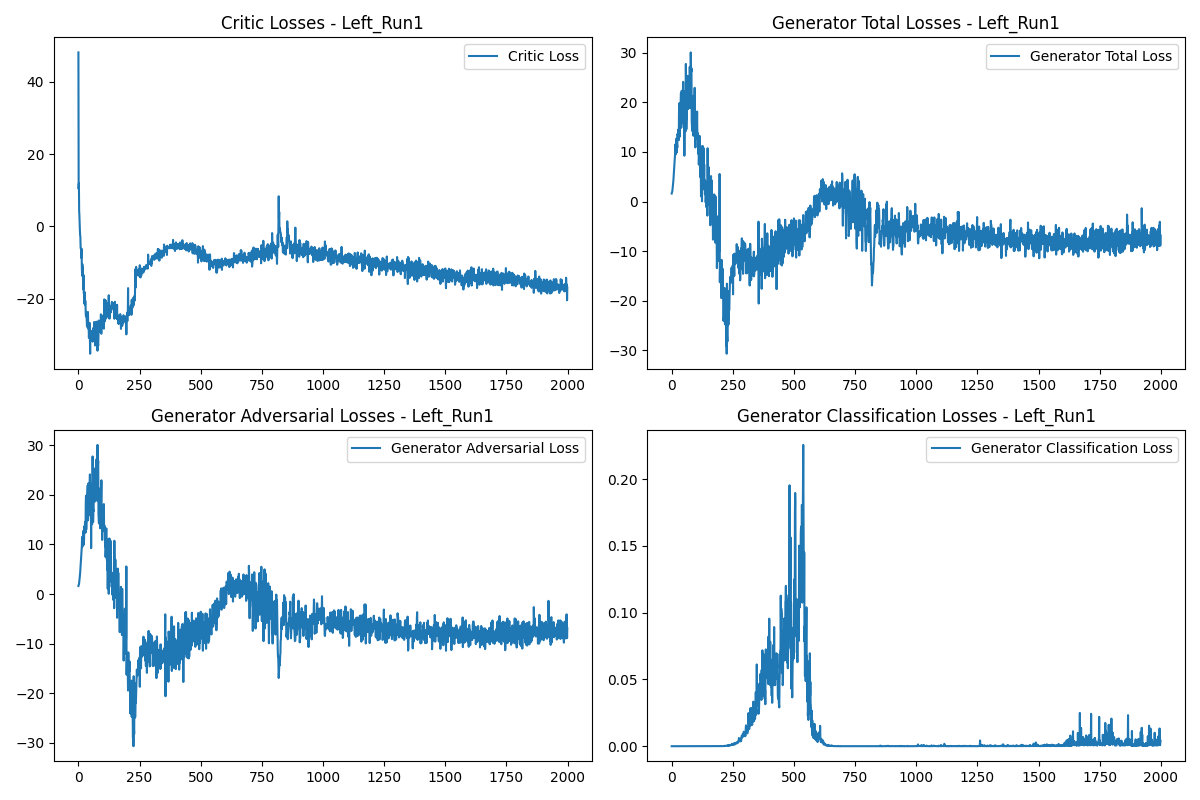 Critic Losses - Left_Run1
Critic Loss
40
20
0
−20
0 250 500 750 1000 1250 1500 1750 2000
Generator Total Losses - Left_Run1
Generator Total Loss
30
20
10
0
−10
−20
−30
0 250 500 750 1000 1250 1500 1750 2000
Generator Adversarial Losses - Left_Run1
Generator Adversarial Loss
30
20
10
0
−10
−20
−30
0 250 500 750 1000 1250 1500 1750 2000
Generator Classification Losses - Left_Run1
Generator Classification Loss
0.20
0.15
0.10
0.05
0.00
0 250 500 750 1000 1250 1500 1750 2000